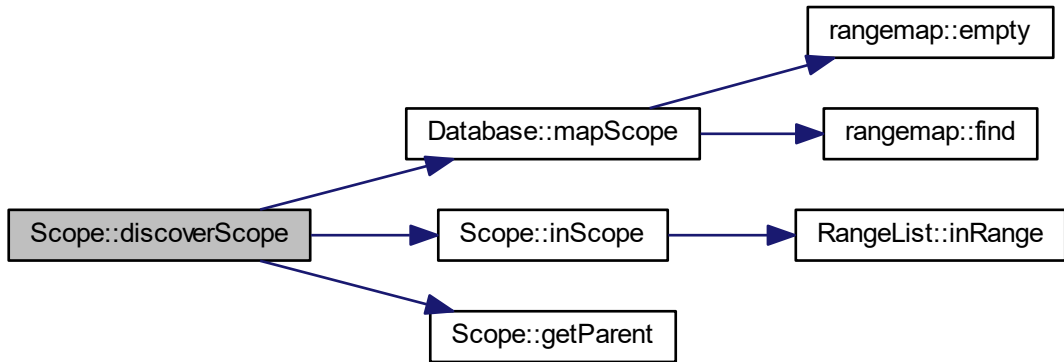 rangemap::empty
Database::mapScope
rangemap::find
Scope::discoverScope
Scope::inScope
RangeList::inRange
Scope::getParent